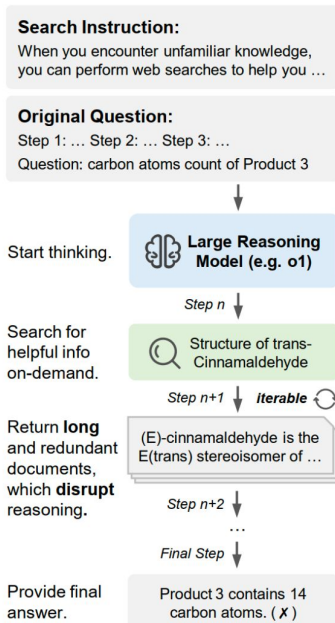 Search Instruction:
When you encounter unfamiliar knowledge,
you can perform web searches to help you ...
Original Question:
Step 1: ... Step 2: ... Step 3: ...
Question: carbon atoms count of Product 3
Start thinking.
Large Reasoning
Model (e.g. o1)
Step n
Search for
helpful info
on-demand.
Structure of trans-
Cinnamaldehyde
Step n+1
iterable
Return long
and redundant
documents,
which disrupt
reasoning.
(E)-cinnamaldehyde is the
E(trans) stereoisomer of ...
Step n+2
...
Final Step
Provide final
answer.
Product 3 contains 14
carbon atoms. (✗)